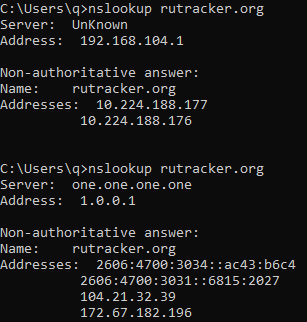 C:\Users\q>nslookup rutracker.org
Server:  UnKnown
Address:  192.168.104.1
Non-authoritative answer:
Name:    rutracker.org
Addresses:  10.224.188.177
10.224.188.176
C:\Users\q>nslookup rutracker.org
Server:  one.one.one.one
Address:  1.0.0.1
Non-authoritative answer:
Name:    rutracker.org
Addresses:  2606:4700:3034::ac43:b6c4
2606:4700:3031::6815:2027
104.21.32.39
172.67.182.196